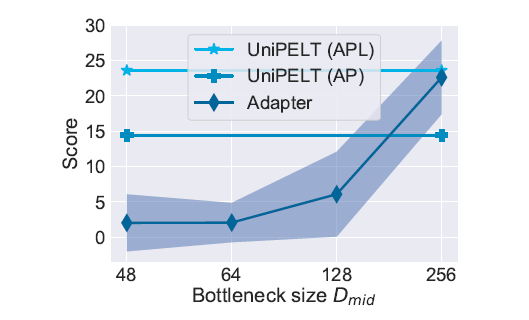 30
25
20
15
10
5
0
Score
UniPELT (APL)
UniPELT (AP)
Adapter
48 64 128 256
Bottleneck size D_mid